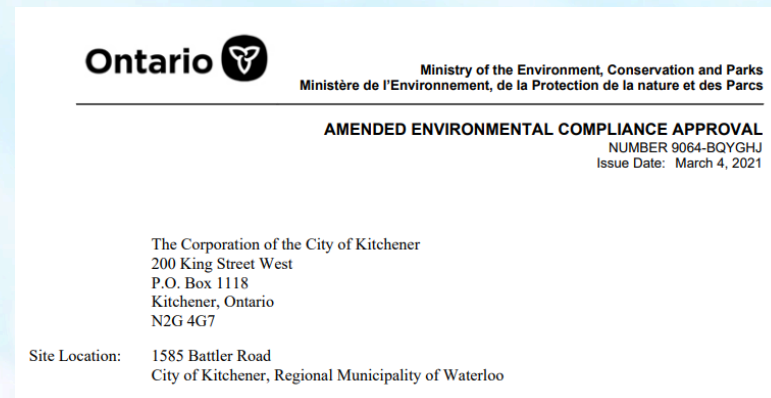 Ontario
Ministry of the Environment, Conservation and Parks
Ministère de l'Environnement, de la Protection de la nature et des Parcs
AMENDED ENVIRONMENTAL COMPLIANCE APPROVAL
NUMBER 9064-BQYGHJ
Issue Date: March 4, 2021
The Corporation of the City of Kitchener
200 King Street West
P.O. Box 1118
Kitchener, Ontario
N2G 4G7
Site Location: 1585 Battler Road
City of Kitchener, Regional Municipality of Waterloo